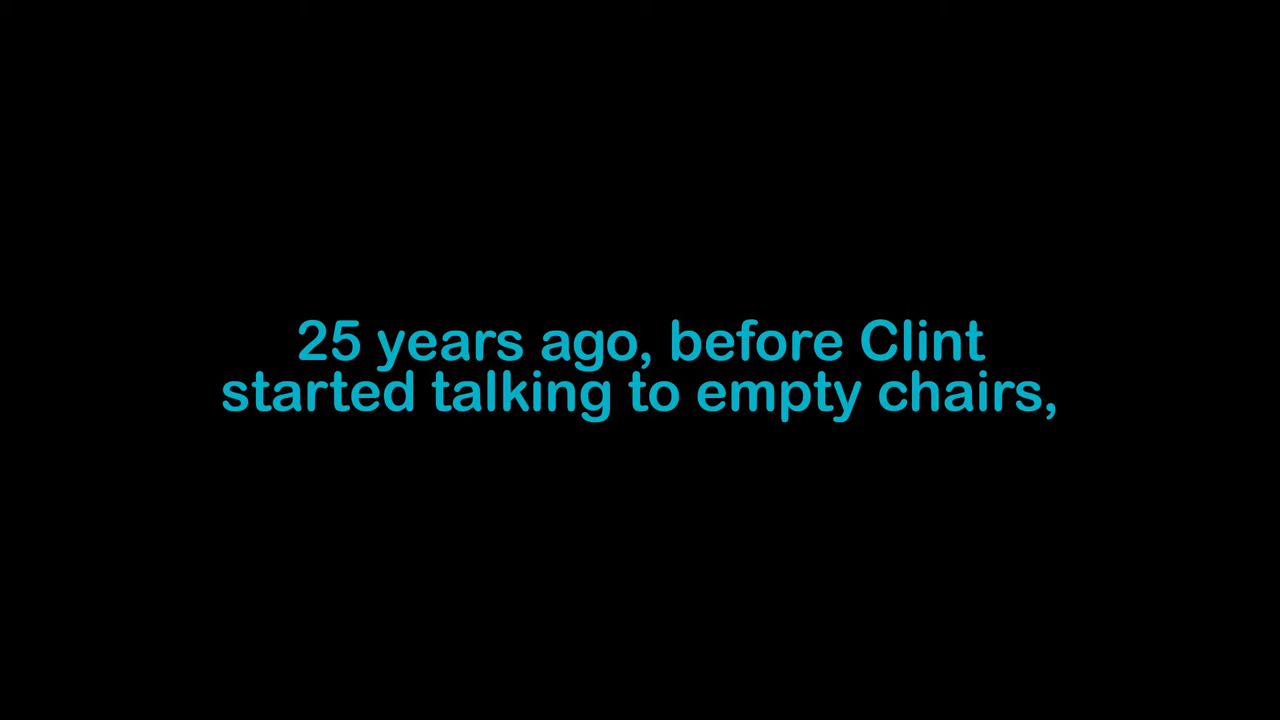 25 years ago, before Clint
started talking to empty chairs,